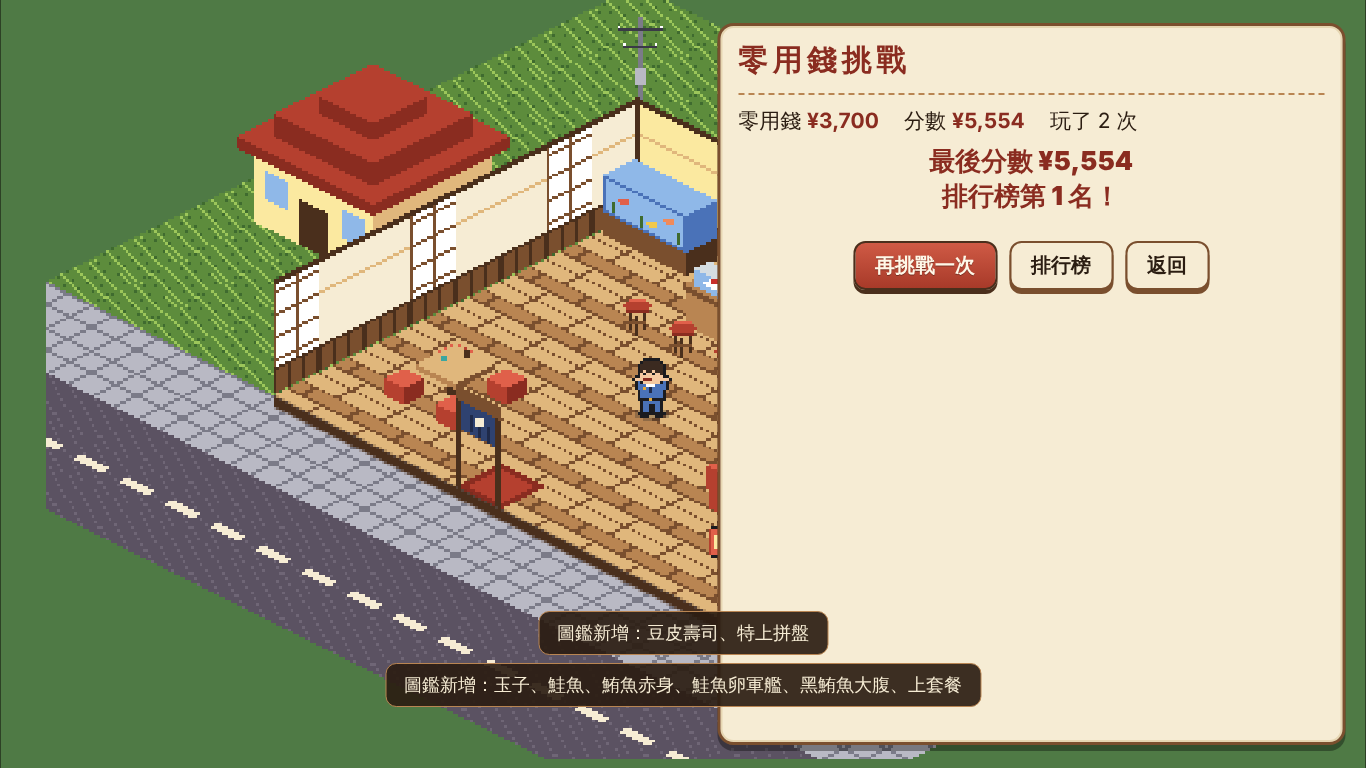 零用錢挑戰
零用錢 ¥3,700 分數 ¥5,554 玩了 2 次
最後分數 ¥5,554
排行榜第 1 名！
再挑戰一次 排行榜 返回
圖鑑新增：豆皮壽司、特上拼盤
圖鑑新增：玉子、鮭魚、鮪魚赤身、鮭魚卵軍艦、黑鮪魚大腹、上套餐